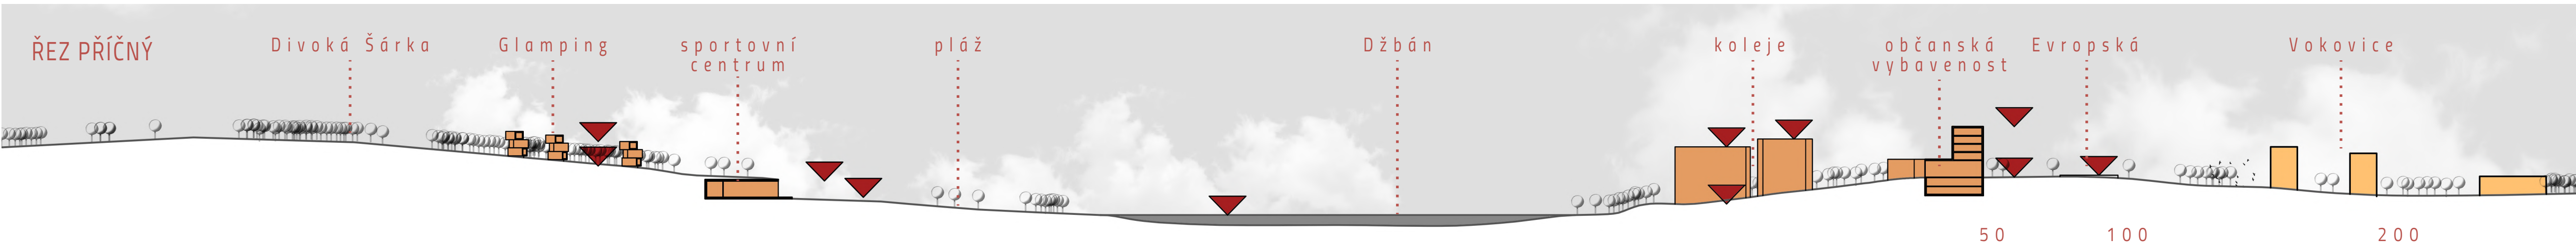 ŘEZ PŘÍČNÝ
Divoká Šárka
Glamping
sportovní
centrum
pláž
Džbán
koleje
občanská
vybavenost
Evropská
Vokovice
50
100
200